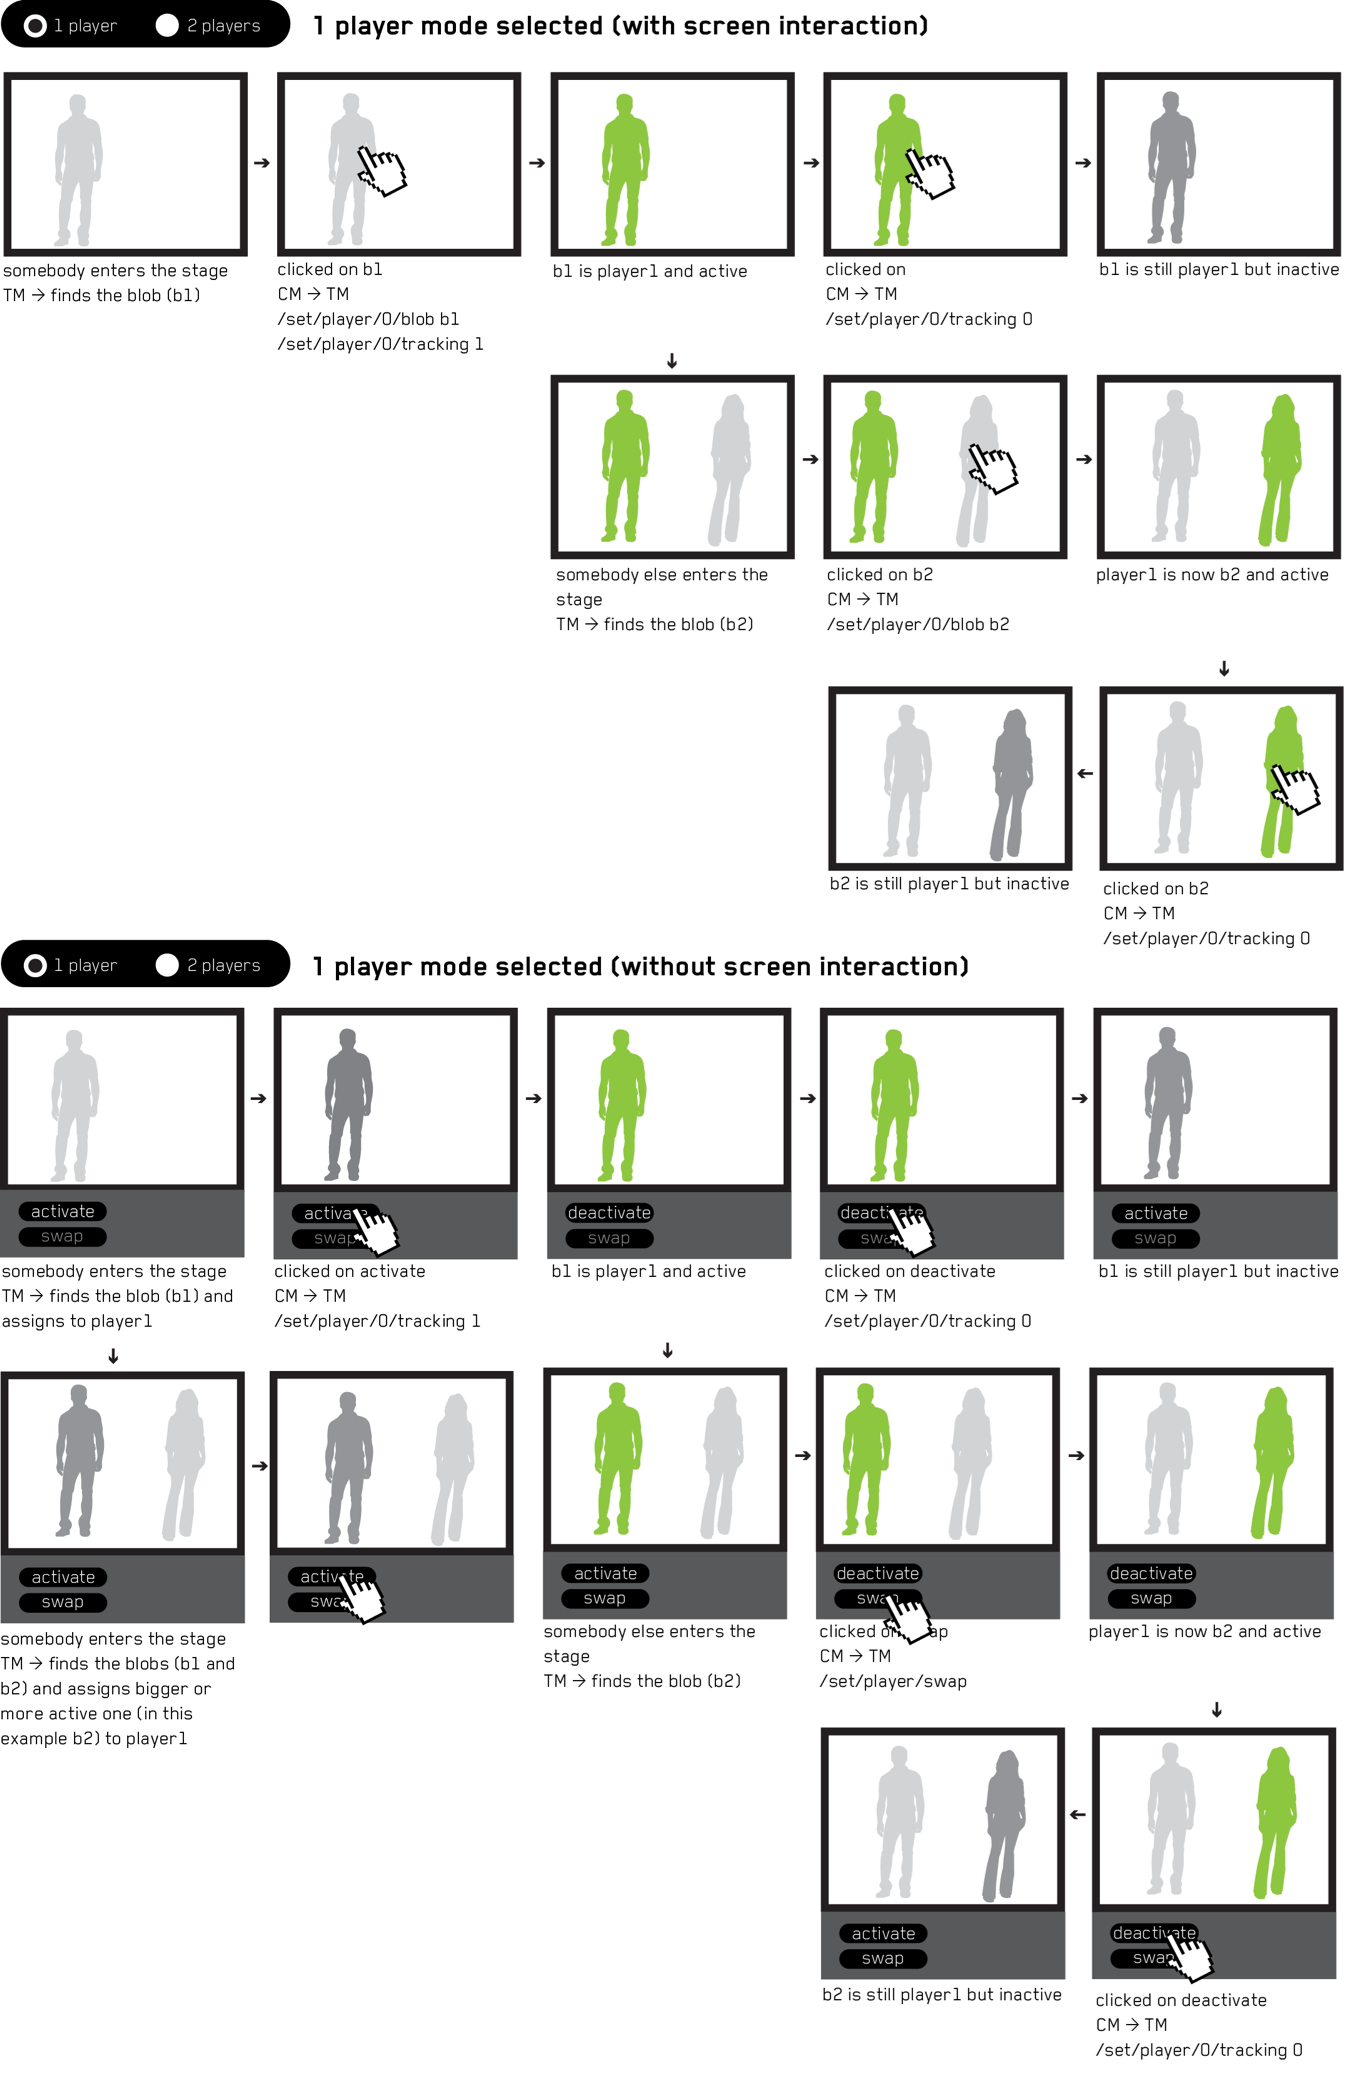 1 player 2 players 1 player mode selected (with screen interaction)
somebody enters the stage
TM → finds the blob (b1)
clicked on b1
CM → TM
/set/player/0/blob b1
/set/player/0/tracking 1
b1 is player1 and active
clicked on
CM → TM
/set/player/0/tracking 0
b1 is still player1 but inactive
somebody else enters the
stage
TM → finds the blob (b2)
clicked on b2
CM → TM
/set/player/0/blob b2
player1 is now b2 and active
b2 is still player1 but inactive
clicked on b2
CM → TM
/set/player/0/tracking 0
1 player 2 players 1 player mode selected (without screen interaction)
activate
swap
somebody enters the stage
TM → finds the blob (b1) and
assigns to player1
activate
swap
clicked on activate
CM → TM
/set/player/0/tracking 1
deactivate
swap
b1 is player1 and active
deactivate
swap
clicked on deactivate
CM → TM
/set/player/0/tracking 0
activate
swap
b1 is still player1 but inactive
activate
swap
somebody enters the stage
TM → finds the blobs (b1 and
b2) and assigns bigger or
more active one (in this
example b2) to player1
activate
swap
activate
swap
somebody else enters the
stage
TM → finds the blob (b2)
deactivate
swap
clicked on swap
CM → TM
/set/player/swap
deactivate
swap
player1 is now b2 and active
activate
swap
b2 is still player1 but inactive
deactivate
swap
clicked on deactivate
CM → TM
/set/player/0/tracking 0